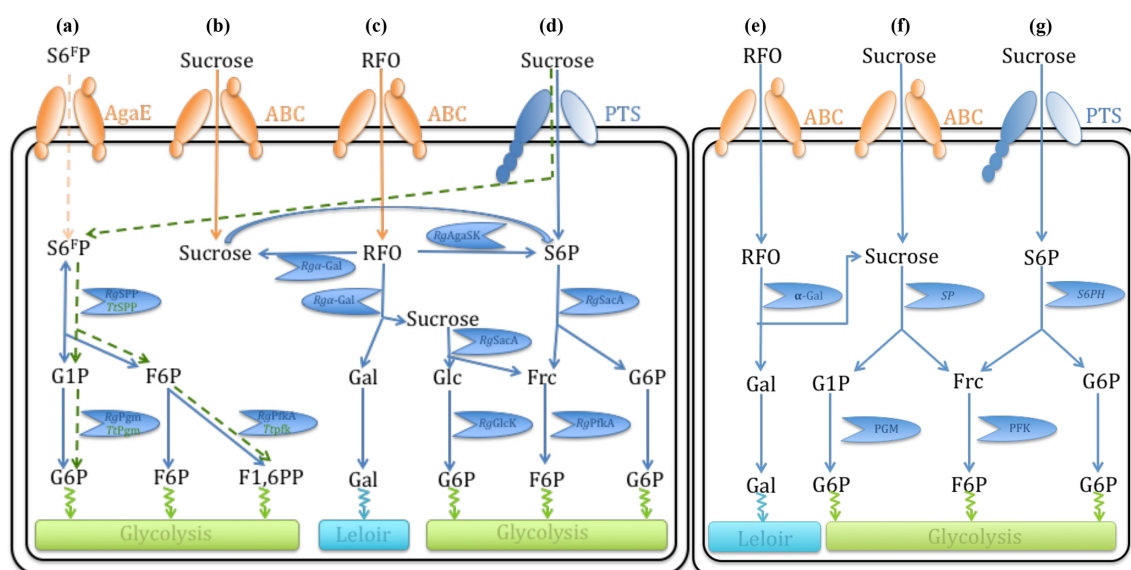 (a) (b) (c) (d) (e) (f) (g)
S6ᶠP Sucrose RFO Sucrose RFO Sucrose Sucrose
AgaE ABC ABC PTS ABC ABC PTS
S6ᶠP Sucrose RFO S6P RFO Sucrose S6P
RgAgaSK
Rgα-Gal
RgSPP
TtSPP
Rgα-Gal
RgSacA
α-Gal
SP
S6PH
Sucrose
RgSacA
G1P F6P Gal Glc Frc G6P Gal G1P Frc G6P
RgPgm
TtPgm
RgPfkA
Ttpfk
RgGlcK
RgPfkA
PGM
PFK
G6P F6P F1,6PP Gal G6P F6P G6P Gal G6P F6P G6P
Glycolysis Leloir Glycolysis Leloir Glycolysis